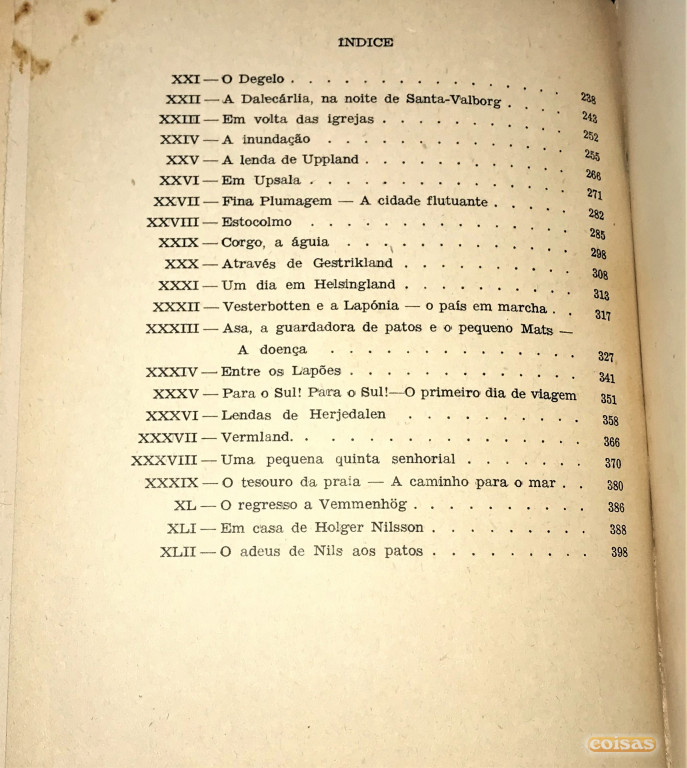 ÍNDICE
XXI — O Degelo . . . . . . . . . . . . . . . 238
XXII — A Dalecárlia, na noite de Santa-Valborg . . . . 243
XXIII — Em volta das igrejas . . . . . . . . . . . 252
XXIV — A inundação . . . . . . . . . . . . . . 255
XXV — A lenda de Uppland . . . . . . . . . . . 266
XXVI — Em Upsala . . . . . . . . . . . . . . 271
XXVII — Fina Plumagem — A cidade flutuante . . . . . 282
XXVIII — Estocolmo . . . . . . . . . . . . . . 285
XXIX — Corgo, a águia . . . . . . . . . . . . 298
XXX — Através de Gestrikland . . . . . . . . . . 308
XXXI — Um dia em Helsingland . . . . . . . . . . 313
XXXII — Vesterbotten e a Lapónia — o país em marcha . . 317
XXXIII — Asa, a guardadora de patos e o pequeno Mats —
A doença . . . . . . . . . . . . . 327
XXXIV — Entre os Lapões . . . . . . . . . . . . 341
XXXV — Para o Sul! Para o Sul!—O primeiro dia de viagem 351
XXXVI — Lendas de Herjedalen . . . . . . . . . 358
XXXVII — Vermland. . . . . . . . . . . . . . . 366
XXXVIII — Uma pequena quinta senhorial . . . . . . . 370
XXXIX — O tesouro da praia — A caminho para o mar . . 380
XL — O regresso a Vemmenhög . . . . . . . . . 386
XLI — Em casa de Holger Nilsson . . . . . . . . 388
XLII — O adeus de Nils aos patos . . . . . . . . . 398
coisas